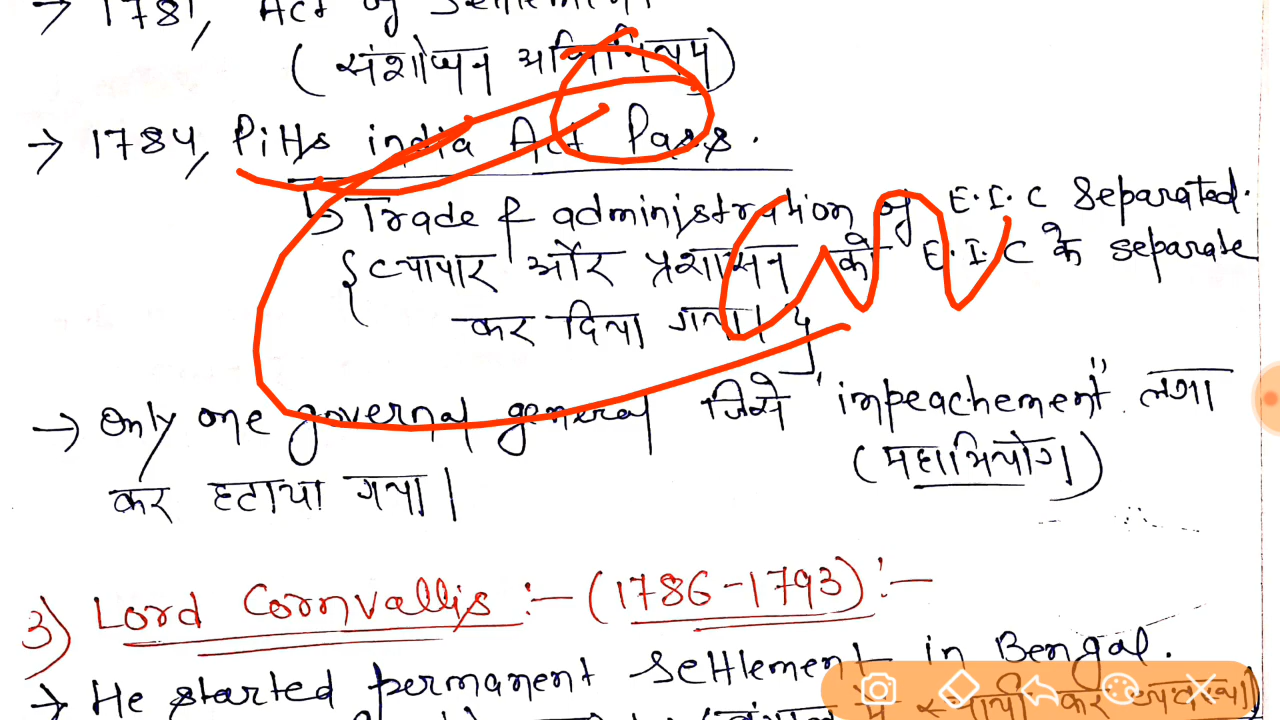 → 1781, Act of Settlement.
( संशोधन अधिनियम)
→ 1784, Pitts india Act Pass.
↳ Trade & administration of E.I.C Separated.
{ व्यापार और प्रशासन को E.I.C के separate
कर दिया गया। }
→ Only one governal general जिसे "impeachement" लगा
(महाभियोग)
कर हटाया गया।
3) Lord Cornvallis :- (1786-1793) :-
→ He started permanent Settlement in Bengal.